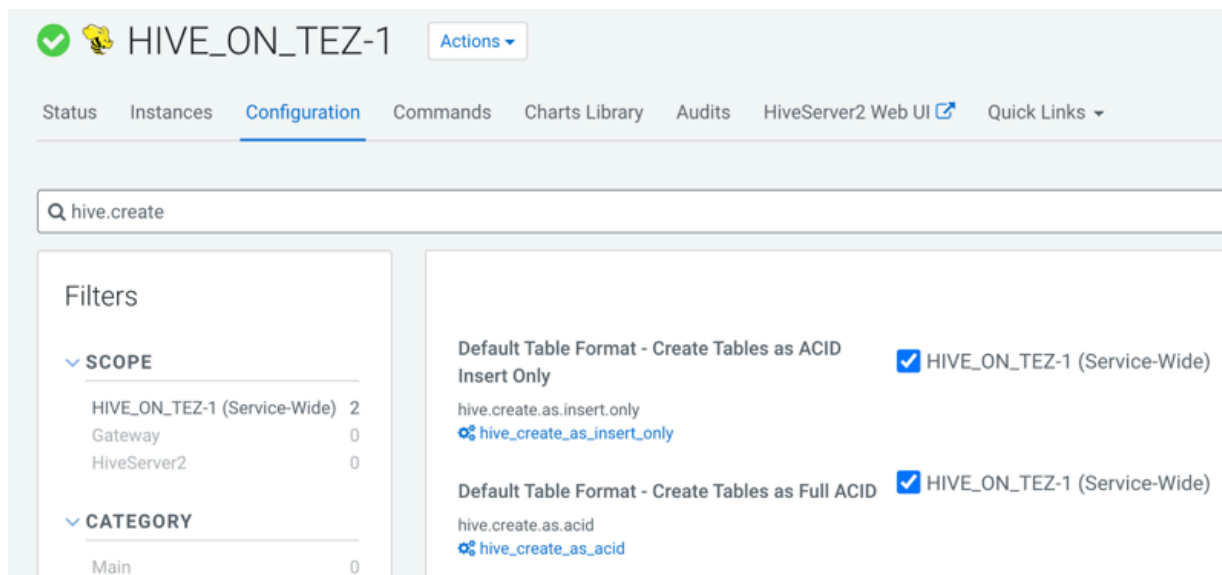 HIVE_ON_TEZ-1 Actions
Status Instances Configuration Commands Charts Library Audits HiveServer2 Web UI Quick Links
hive.create
Filters
SCOPE
HIVE_ON_TEZ-1 (Service-Wide) 2
Gateway 0
HiveServer2 0
CATEGORY
Main 0
Default Table Format - Create Tables as ACID
Insert Only
HIVE_ON_TEZ-1 (Service-Wide)
hive.create.as.insert.only
hive_create_as_insert_only
Default Table Format - Create Tables as Full ACID
HIVE_ON_TEZ-1 (Service-Wide)
hive.create.as.acid
hive_create_as_acid